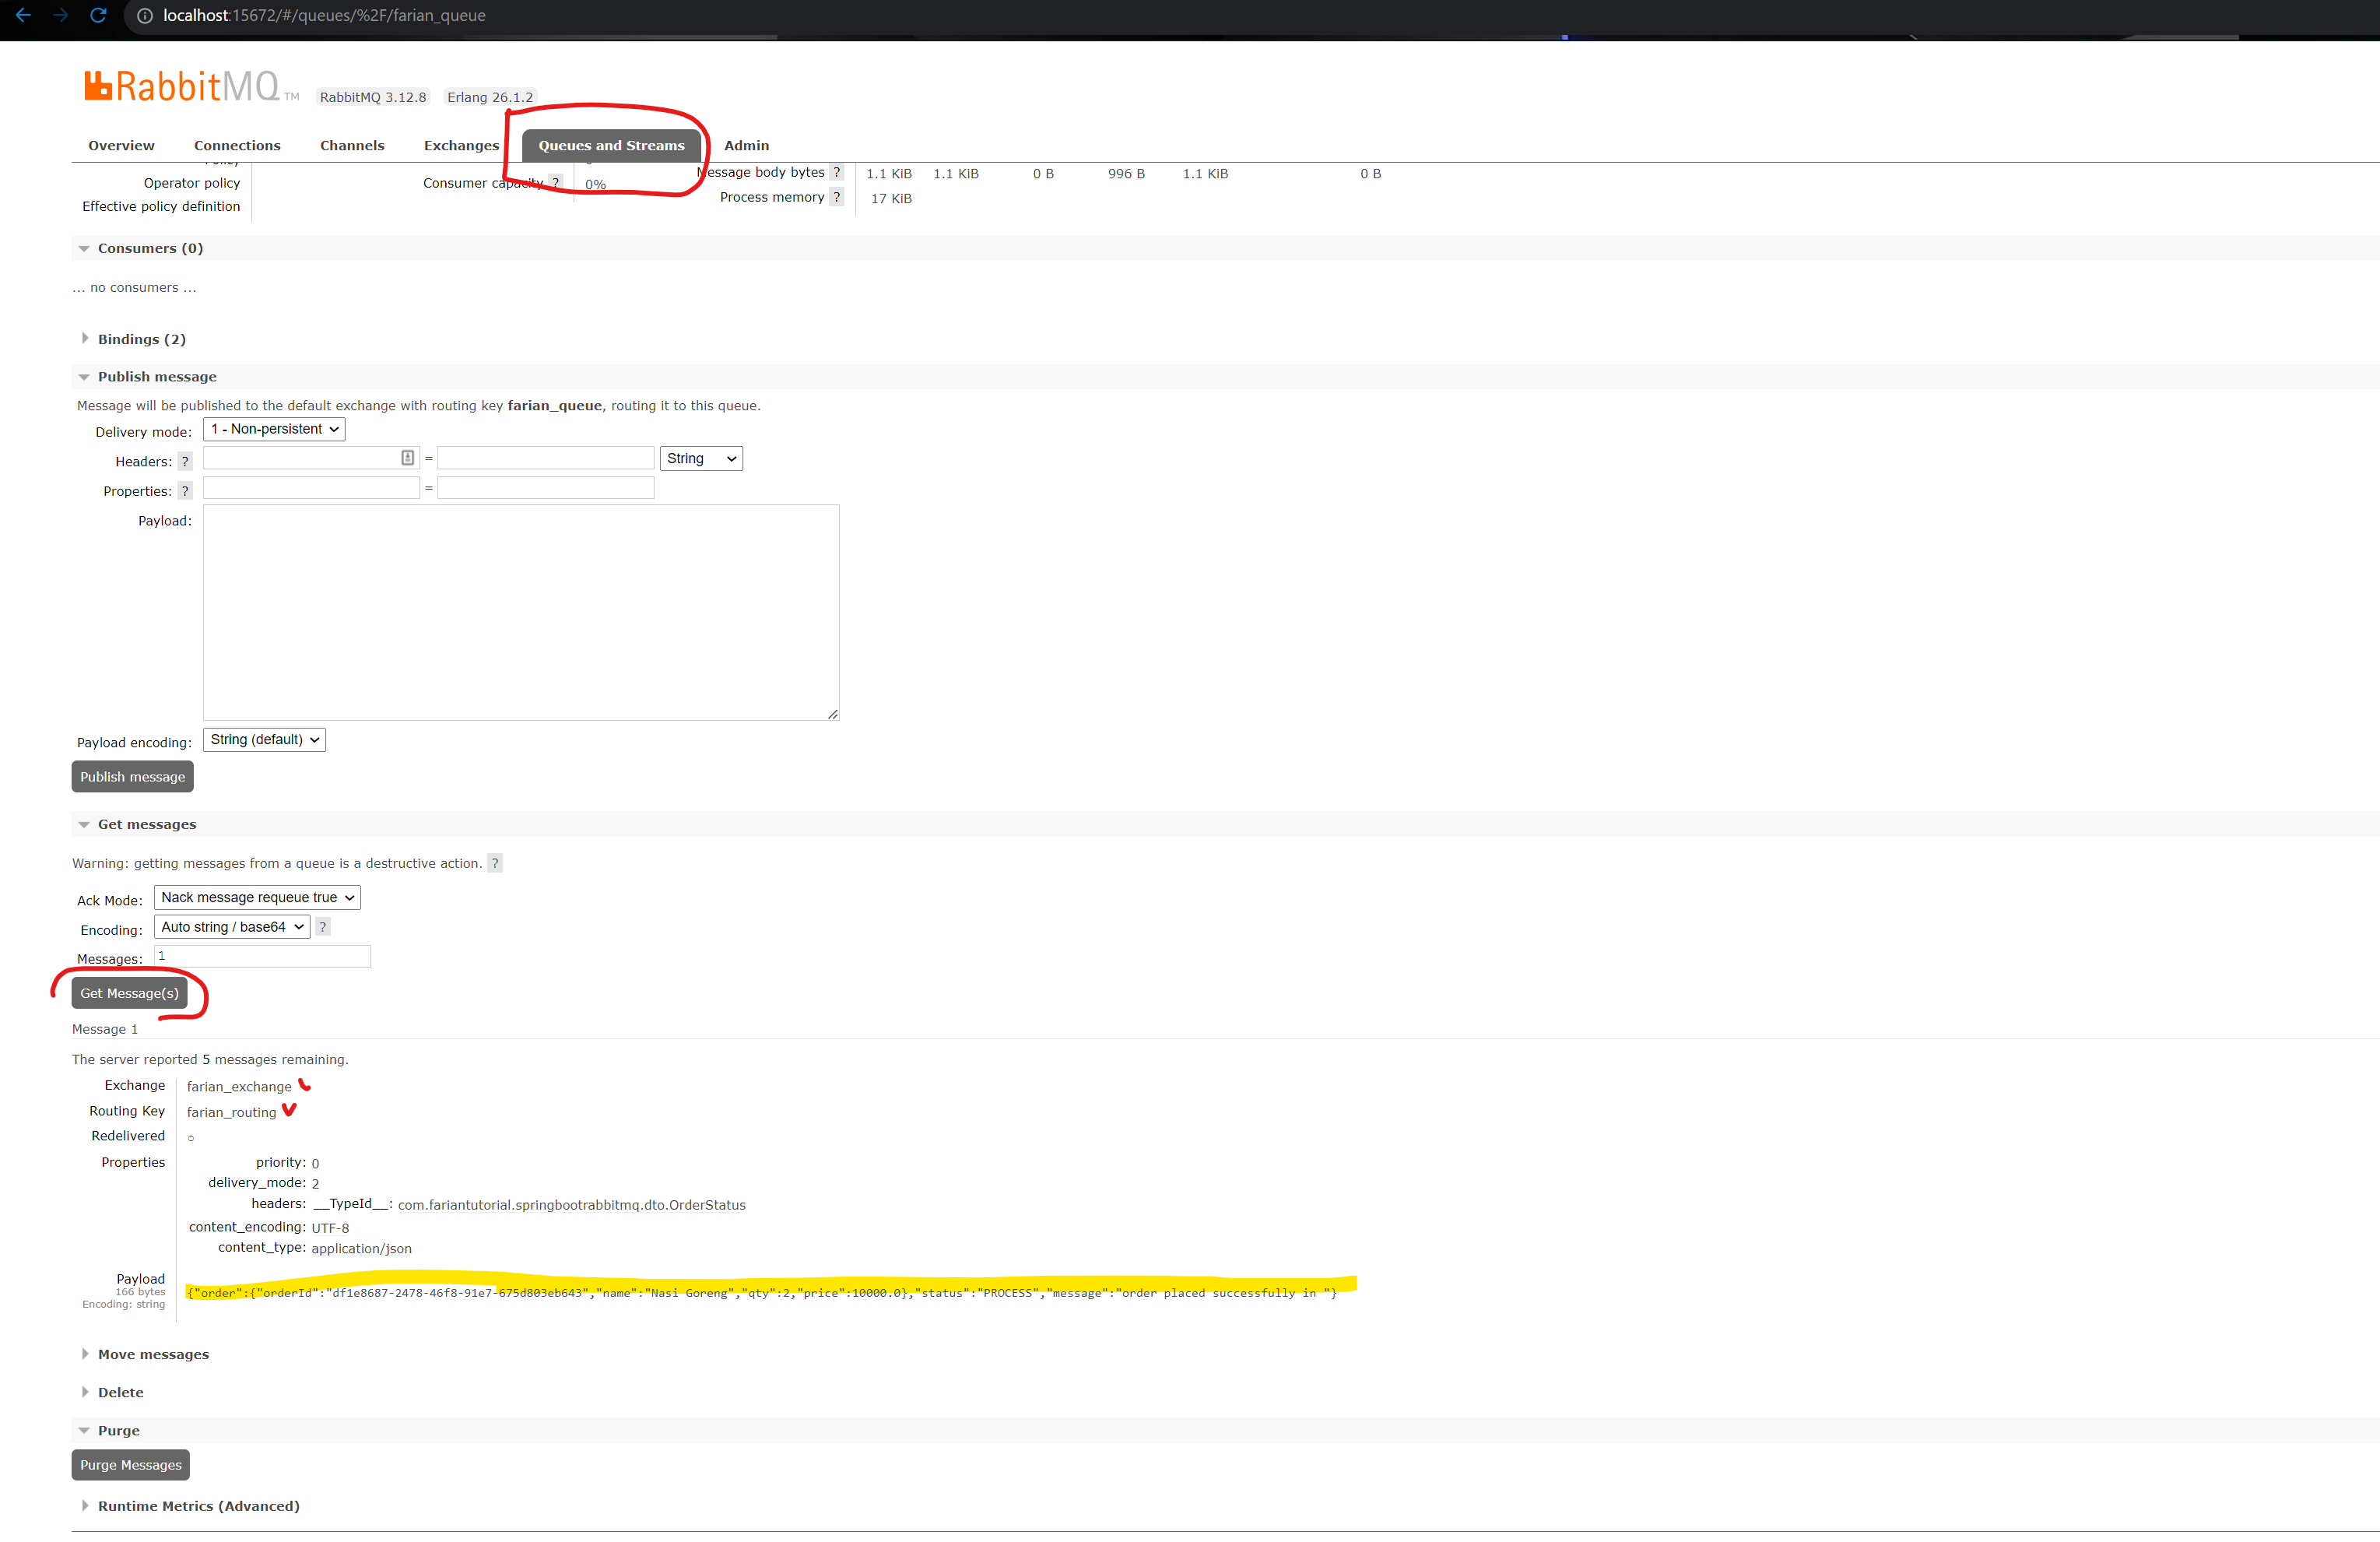 localhost:15672/#/queues/%2F/farian_queue
RabbitMQ TM RabbitMQ 3.12.8 Erlang 26.1.2
Overview Connections Channels Exchanges Queues and Streams Admin
Operator policy Consumer capacity ? 0% Message body bytes ? 1.1 KiB 1.1 KiB 0 B 996 B 1.1 KiB 0 B
Effective policy definition Process memory ? 17 KiB
Consumers (0)
... no consumers ...
Bindings (2)
Publish message
Message will be published to the default exchange with routing key farian_queue, routing it to this queue.
Delivery mode: 1 - Non-persistent
Headers: ? = String
Properties: ? =
Payload:
Payload encoding: String (default)
Publish message
Get messages
Warning: getting messages from a queue is a destructive action. ?
Ack Mode: Nack message requeue true
Encoding: Auto string / base64 ?
Messages: 1
Get Message(s)
Message 1
The server reported 5 messages remaining.
Exchange farian_exchange
Routing Key farian_routing
Redelivered ○
Properties priority: 0
delivery_mode: 2
headers: __TypeId__: com.fariantutorial.springbootrabbitmq.dto.OrderStatus
content_encoding: UTF-8
content_type: application/json
Payload
166 bytes
Encoding: string
{"order":{"orderId":"df1e8687-2478-46f8-91e7-675d803eb643","name":"Nasi Goreng","qty":2,"price":10000.0},"status":"PROCESS","message":"order placed successfully in "}
Move messages
Delete
Purge
Purge Messages
Runtime Metrics (Advanced)